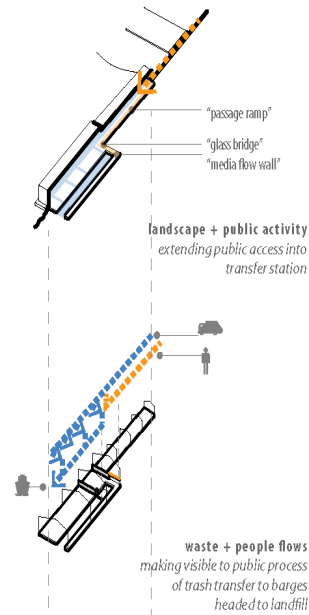 “passage ramp”
“glass bridge”
“media flow wall”
landscape + public activity
extending public access into
transfer station
waste + people flows
making visible to public process
of trash transfer to barges
headed to landfill